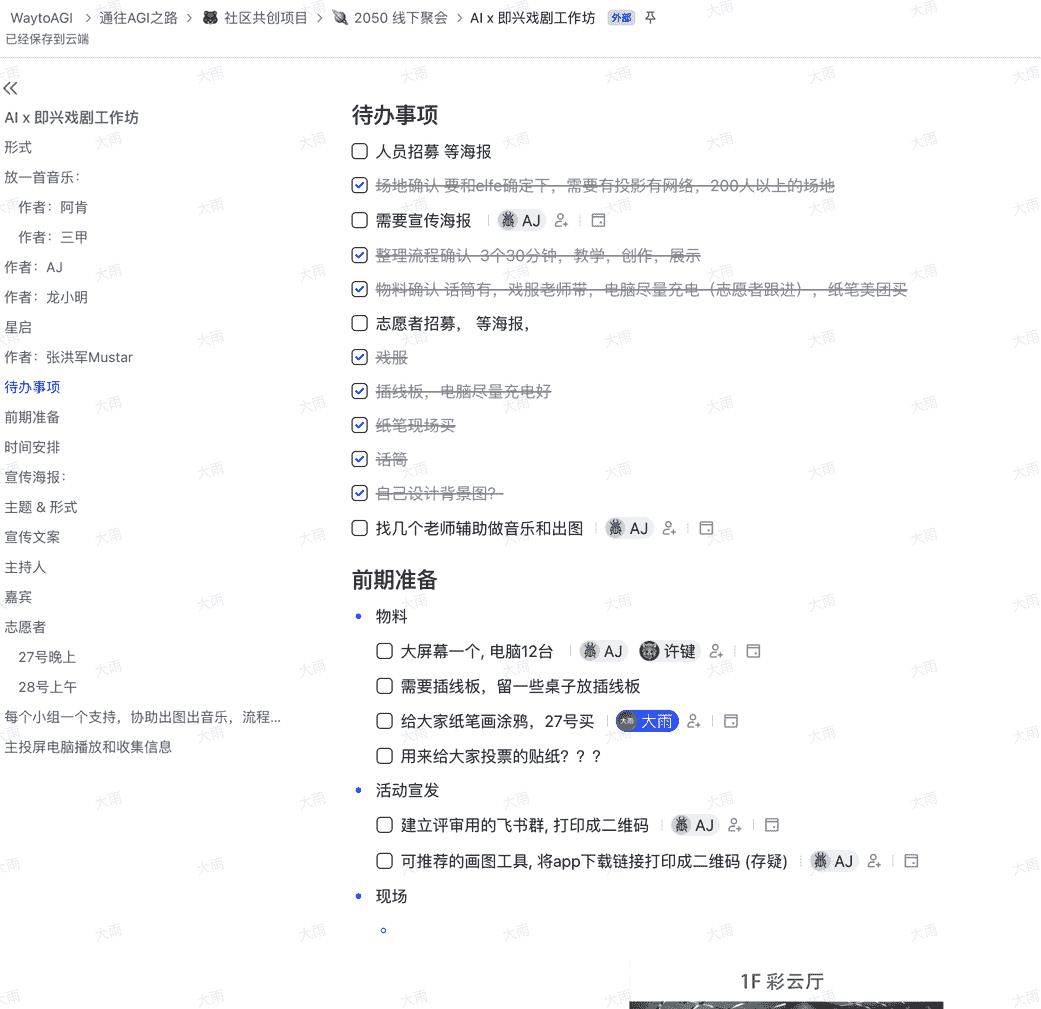 WaytoAGI > 通往AGI之路 > 社区共创项目 > 2050 线下聚会 > AI x 即兴戏剧工作坊 外部
已经保存到云端
AI x 即兴戏剧工作坊
形式
放一首音乐：
作者：阿肯
作者：三甲
作者：AJ
作者：龙小明
星启
作者：张洪军Mustar
待办事项
前期准备
时间安排
宣传海报：
主题 & 形式
宣传文案
主持人
嘉宾
志愿者
27号晚上
28号上午
每个小组一个支持，协助出图出音乐，流程...
主投屏电脑播放和收集信息
待办事项
人员招募 等海报
场地确认 要和elfe确定下，需要有投影有网络，200人以上的场地
需要宣传海报 AJ
整理流程确认 3个30分钟，教学，创作，展示
物料确认 话筒有，戏服老师带，电脑尽量充电（志愿者跟进），纸笔美团买
志愿者招募， 等海报，
戏服
插线板，电脑尽量充电好
纸笔现场买
话筒
自己设计背景图？
找几个老师辅助做音乐和出图 AJ
前期准备
物料
大屏幕一个, 电脑12台 AJ 许键
需要插线板，留一些桌子放插线板
给大家纸笔画涂鸦，27号买 大雨 大雨
用来给大家投票的贴纸？？？
活动宣发
建立评审用的飞书群, 打印成二维码 AJ
可推荐的画图工具, 将app下载链接打印成二维码 (存疑) AJ
现场
1F 彩云厅
大雨